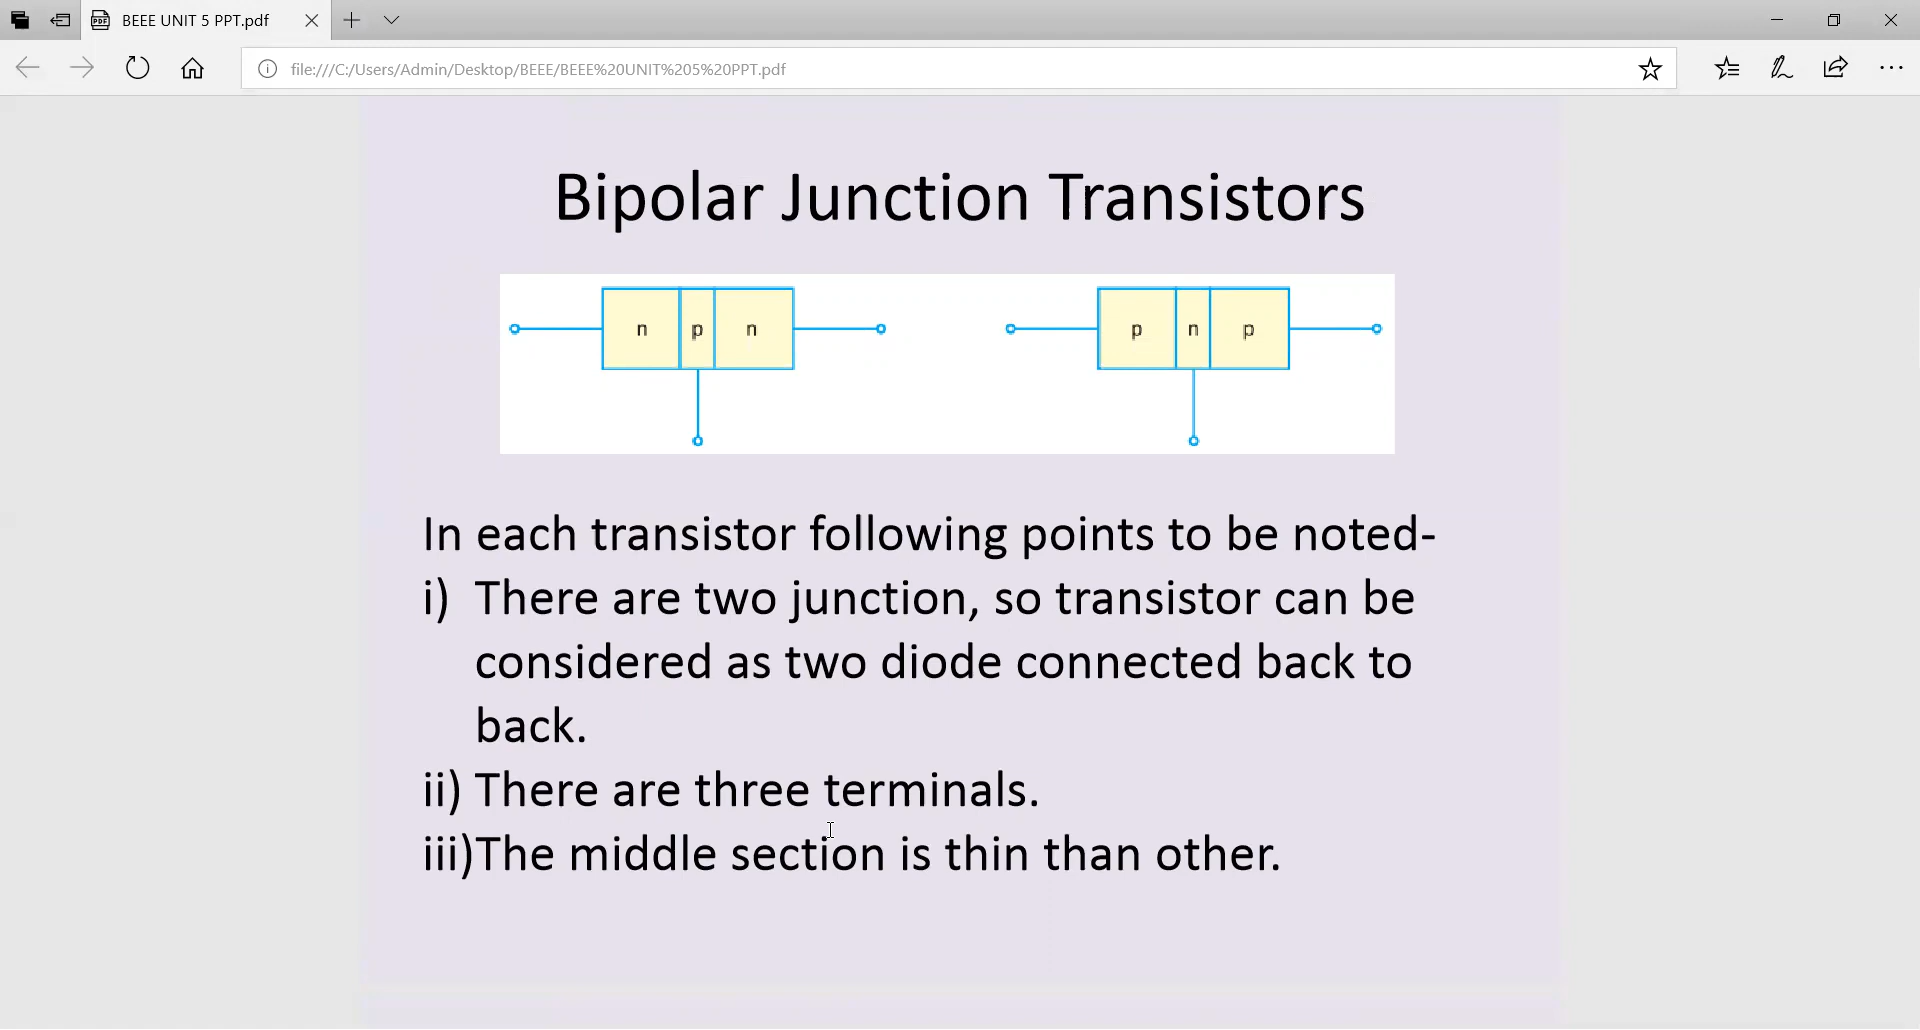 BEEE UNIT 5 PPT.pdf
file:///C:/Users/Admin/Desktop/BEEE/BEEE%20UNIT%205%20PPT.pdf
Bipolar Junction Transistors
n p n p n p
In each transistor following points to be noted-
i) There are two junction, so transistor can be
considered as two diode connected back to
back.
ii) There are three terminals.
iii)The middle section is thin than other.